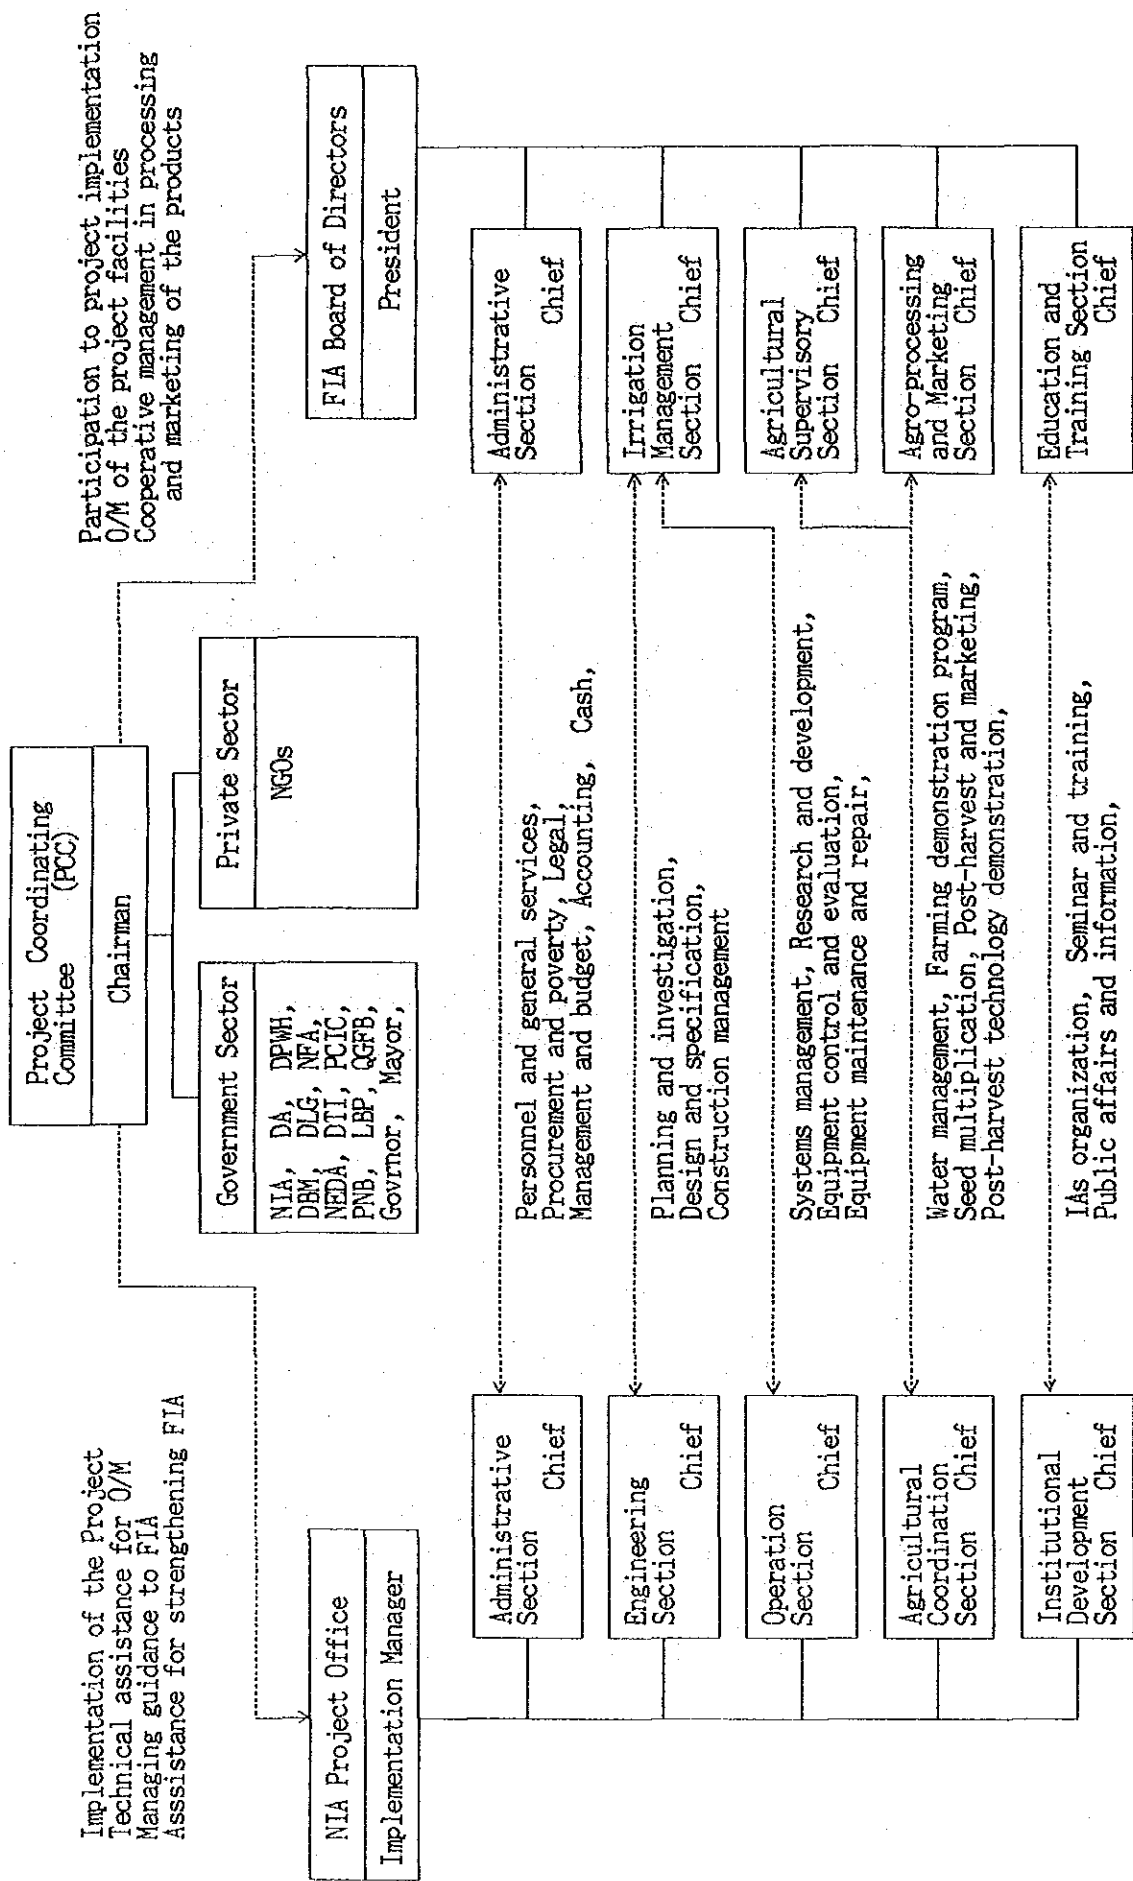 Project Coordinating
Committee (PCC)
Chairman
Implementation of the Project
Technical assistance for O/M
Managing guidance to FIA
Asssistance for strengthening FIA
Participation to project implementation
O/M of the project facilities
Cooperative management in processing
and marketing of the products
Government Sector
NIA, DA, DPWH,
DBM, DLG, NFA,
NEDA, DTI, PCIC,
PNB, LBP, QGFB,
Govrnor, Mayor,
Private Sector
NGOs
NIA Project Office
Implementation Manager
FIA Board of Directors
President
Administrative
Section Chief
Personnel and general services,
Procurement and poverty, Legal,
Management and budget, Accounting, Cash,
Administrative
Section Chief
Engineering
Section Chief
Planning and investigation,
Design and specification,
Construction management
Irrigation
Management
Section Chief
Operation
Section Chief
Systems management, Research and development,
Equipment control and evaluation,
Equipment maintenance and repair,
Agricultural
Supervisory
Section Chief
Agricultural
Coordination
Section Chief
Water management, Farming demonstration program,
Seed multiplication, Post-harvest and marketing,
Post-harvest technology demonstration,
Agro-processing
and Marketing
Section Chief
Institutional
Development
Section Chief
IAs organization, Seminar and training,
Public affairs and information,
Education and
Training Section
Chief